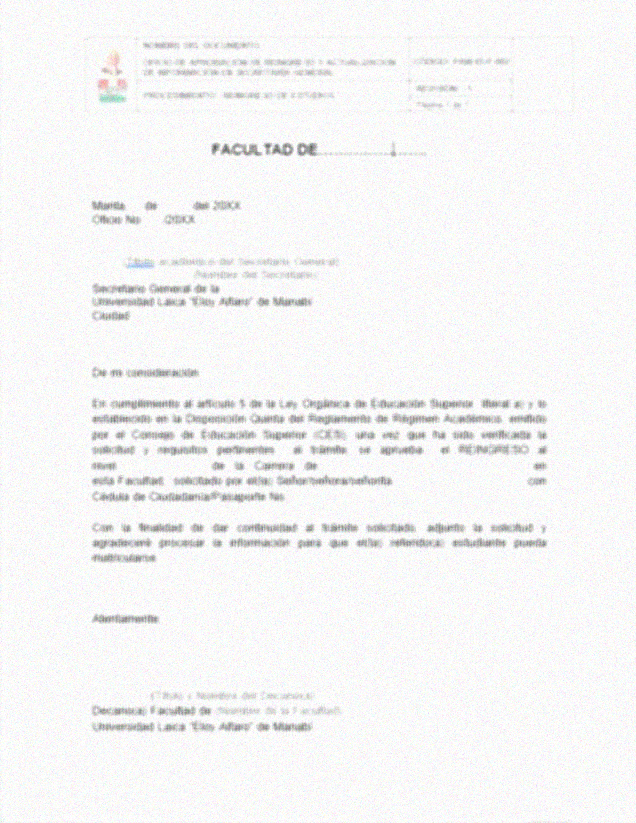 NOMBRE DEL DOCUMENTO:
OFICIO DE APROBACIÓN DE REINGRESO Y ACTUALIZACIÓN
DE INFORMACIÓN EN SECRETARÍA GENERAL
CÓDIGO:
PROCEDIMIENTO: REINGRESO DE ESTUDIOS
REVISIÓN: 1
Página 1 de 1
FACULTAD DE
Manta, de del 20XX
Oficio No. -20XX
(Título académico del Secretario General)
(Nombre del Secretario)
Secretario General de la
Universidad Laica "Eloy Alfaro" de Manabí
Ciudad
De mi consideración
En cumplimiento al artículo 5 de la Ley Orgánica de Educación Superior, literal a) y lo
establecido en la Disposición Quinta del Reglamento de Régimen Académico, emitido
por el Consejo de Educación Superior (CES), una vez que ha sido verificada la
solicitud y requisitos pertinentes al trámite, se aprueba el REINGRESO al
nivel de la Carrera de en
esta Facultad, solicitado por el(la) Señor/señora/señorita con
Cédula de Ciudadanía/Pasaporte No.
Con la finalidad de dar continuidad al trámite solicitado, adjunto la solicitud y
agradeceré procesar la información para que el(la) referido(a) estudiante pueda
matricularse.
Atentamente,
(Título y Nombre del Decano(a))
Decano(a) Facultad de (Nombre de la Facultad)
Universidad Laica "Eloy Alfaro" de Manabí